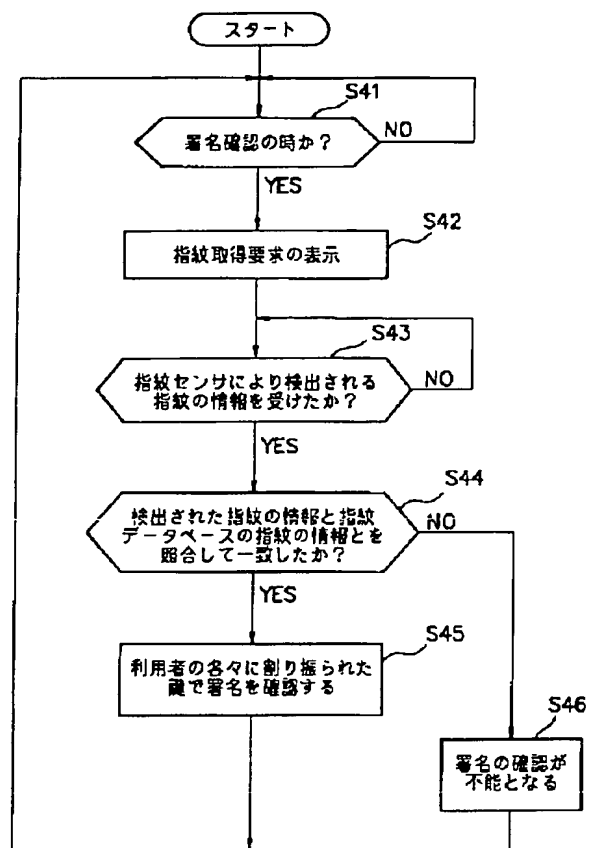 スタート
S41
署名確認の時か？
NO
YES
S42
指紋取得要求の表示
S43
指紋センサにより検出される
指紋の情報を受けたか？
NO
YES
S44
検出された指紋の情報と指紋
データベースの指紋の情報とを
照合して一致したか？
NO
YES
S45
利用者の各々に割り振られた
鍵で署名を確認する
S46
署名の確認が
不能となる